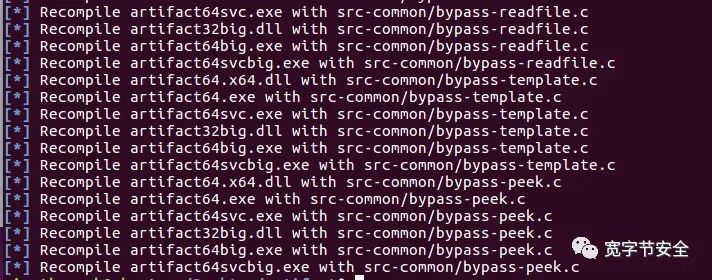 [*] Recompile artifact64svc.exe with src-common/bypass-readfile.c
[*] Recompile artifact32big.dll with src-common/bypass-readfile.c
[*] Recompile artifact64big.exe with src-common/bypass-readfile.c
[*] Recompile artifact64svcbig.exe with src-common/bypass-readfile.c
[*] Recompile artifact64.x64.dll with src-common/bypass-template.c
[*] Recompile artifact64.exe with src-common/bypass-template.c
[*] Recompile artifact64svc.exe with src-common/bypass-template.c
[*] Recompile artifact32big.dll with src-common/bypass-template.c
[*] Recompile artifact64big.exe with src-common/bypass-template.c
[*] Recompile artifact64svcbig.exe with src-common/bypass-template.c
[*] Recompile artifact64.x64.dll with src-common/bypass-peek.c
[*] Recompile artifact64.exe with src-common/bypass-peek.c
[*] Recompile artifact64svc.exe with src-common/bypass-peek.c
[*] Recompile artifact32big.dll with src-common/bypass-peek.c
[*] Recompile artifact64big.exe with src-common/bypass-peek.c
[*] Recompile artifact64svcbig.exe with src-common/bypass-peek.c
宽字节安全